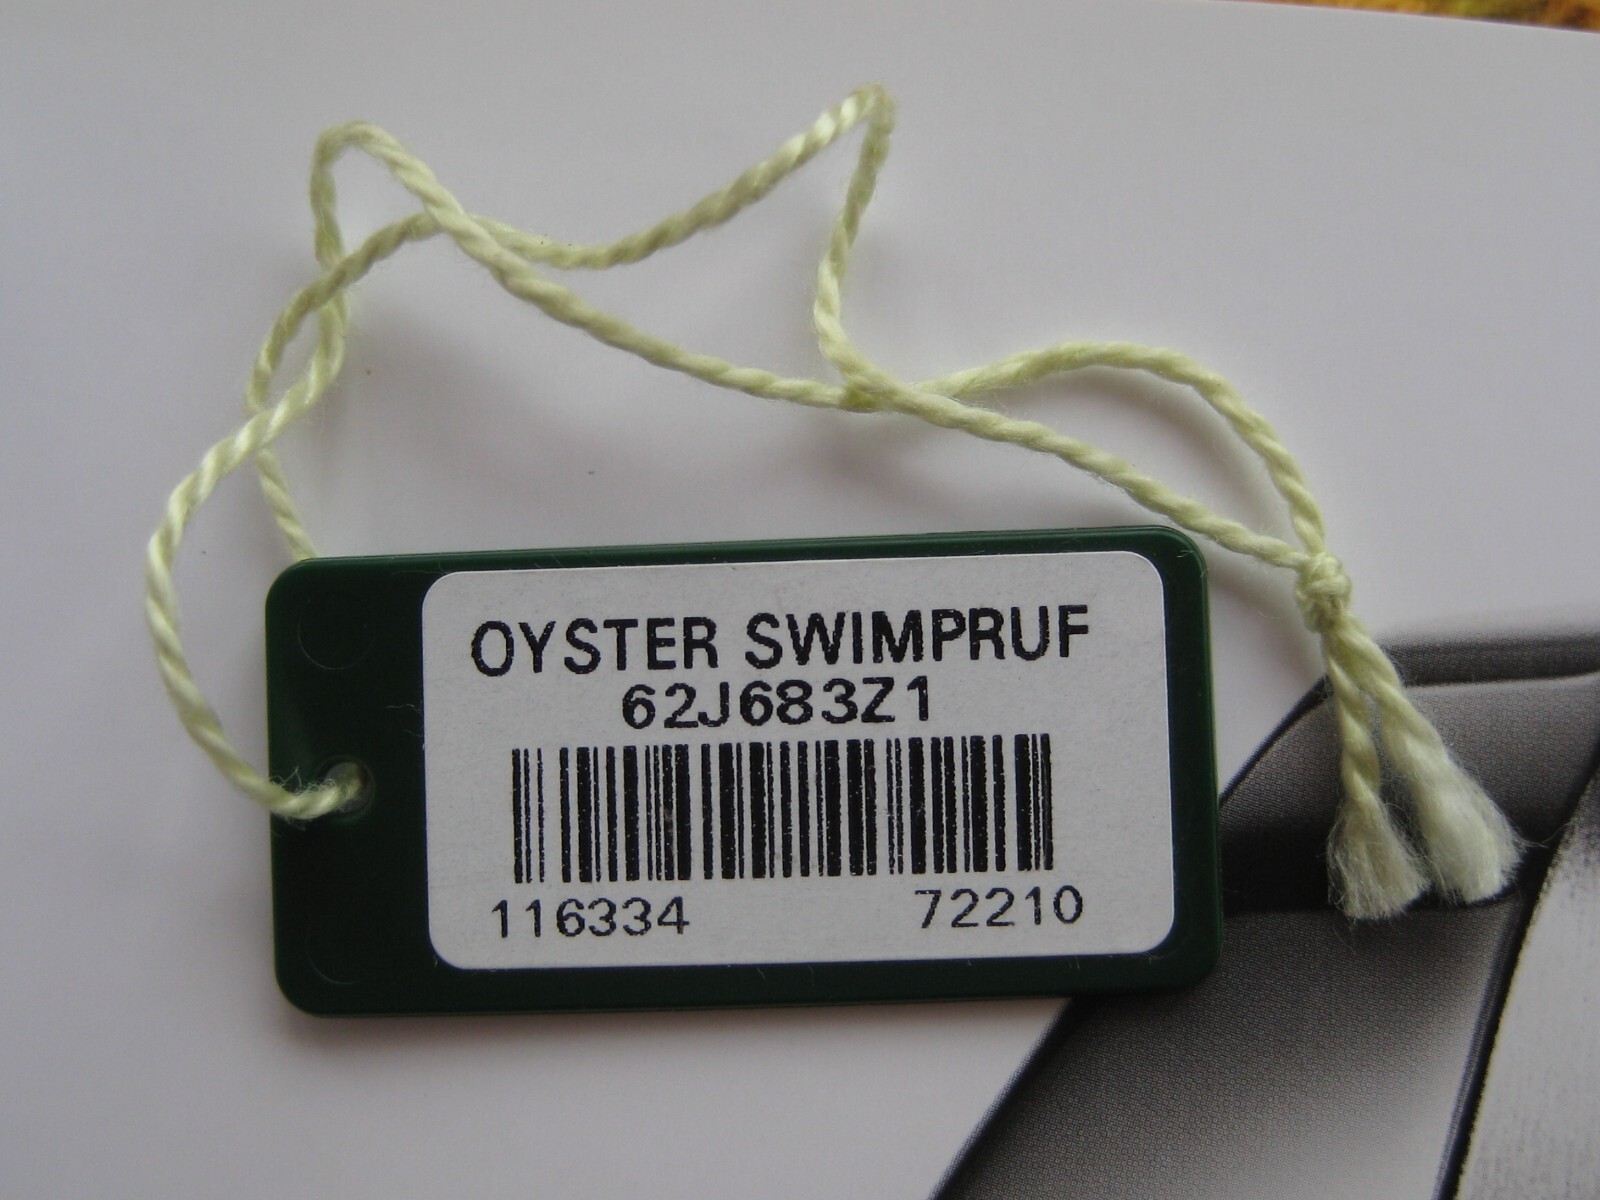 OYSTER SWIMPRUF
62J683Z1
116334 72210